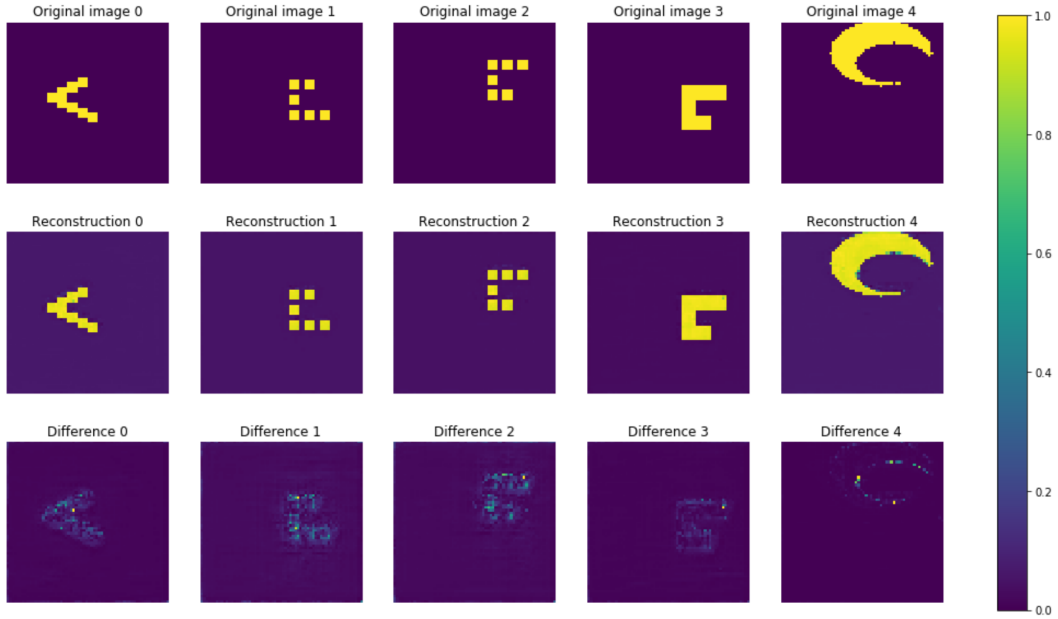 Original image 0 Original image 1 Original image 2 Original image 3 Original image 4
1.0
0.8
Reconstruction 0 Reconstruction 1 Reconstruction 2 Reconstruction 3 Reconstruction 4
0.6
0.4
Difference 0 Difference 1 Difference 2 Difference 3 Difference 4
0.2
0.0